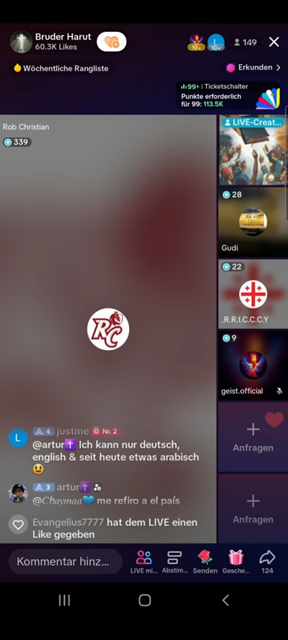 Bruder Harut
60.3K Likes
10+
10+
149
Wöchentliche Rangliste
Erkunden
99+ | Ticketschalter
Punkte erforderlich
für 99: 113.5K
Rob Christian
339
LIVE-Creat...
28
Gudi
22
.R.R.I.C.C.C.Y
9
geist.official
RC
L
4 justme Nr. 2
@artur✝️ Ich kann nur deutsch,
english & seit heute etwas arabisch
😃
3 artur✝️
@Chaymaa🩵 me refiro a el país
Evangelius7777 hat dem LIVE einen
Like gegeben
Anfragen
Anfragen
Kommentar hinz...
LIVE mi...
Abstim...
Senden
Gesche...
124